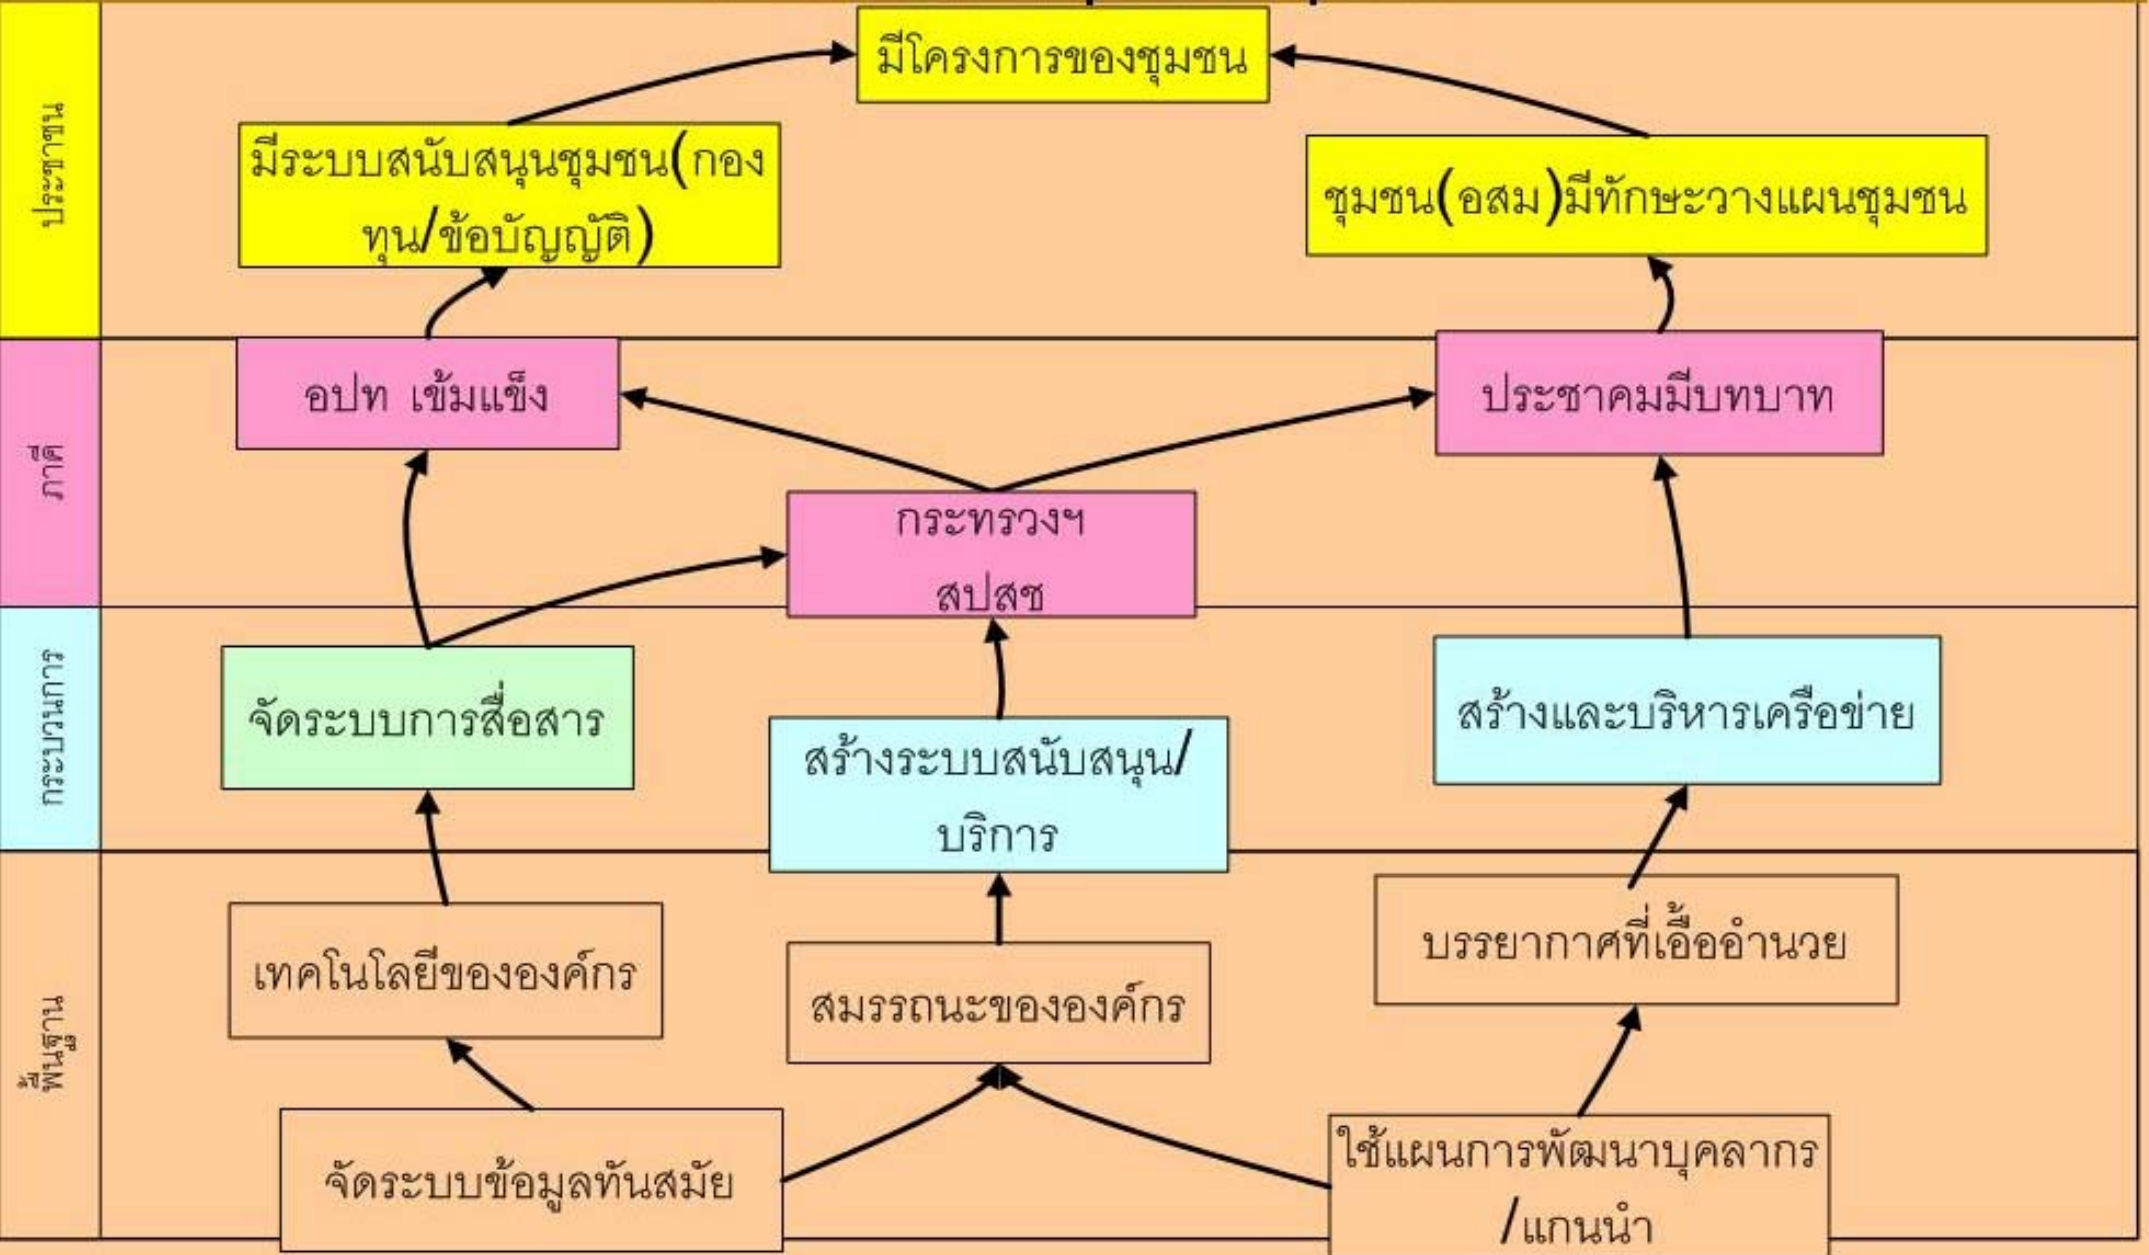 มีโครงการของชุมชน
ประชาชน
มีระบบสนับสนุนชุมชน(กอง
ทุน/ข้อบัญญัติ)
ชุมชน(อสม)มีทักษะวางแผนชุมชน
ภาคี
อปท เข้มแข็ง
ประชาคมมีบทบาท
กระทรวงฯ
สปสช
กระบวนการ
จัดระบบการสื่อสาร
สร้างระบบสนับสนุน/
บริการ
สร้างและบริหารเครือข่าย
พื้นฐาน
เทคโนโลยีขององค์กร
สมรรถนะขององค์กร
บรรยากาศที่เอื้ออำนวย
จัดระบบข้อมูลทันสมัย
ใช้แผนการพัฒนาบุคลากร
/แกนนำ